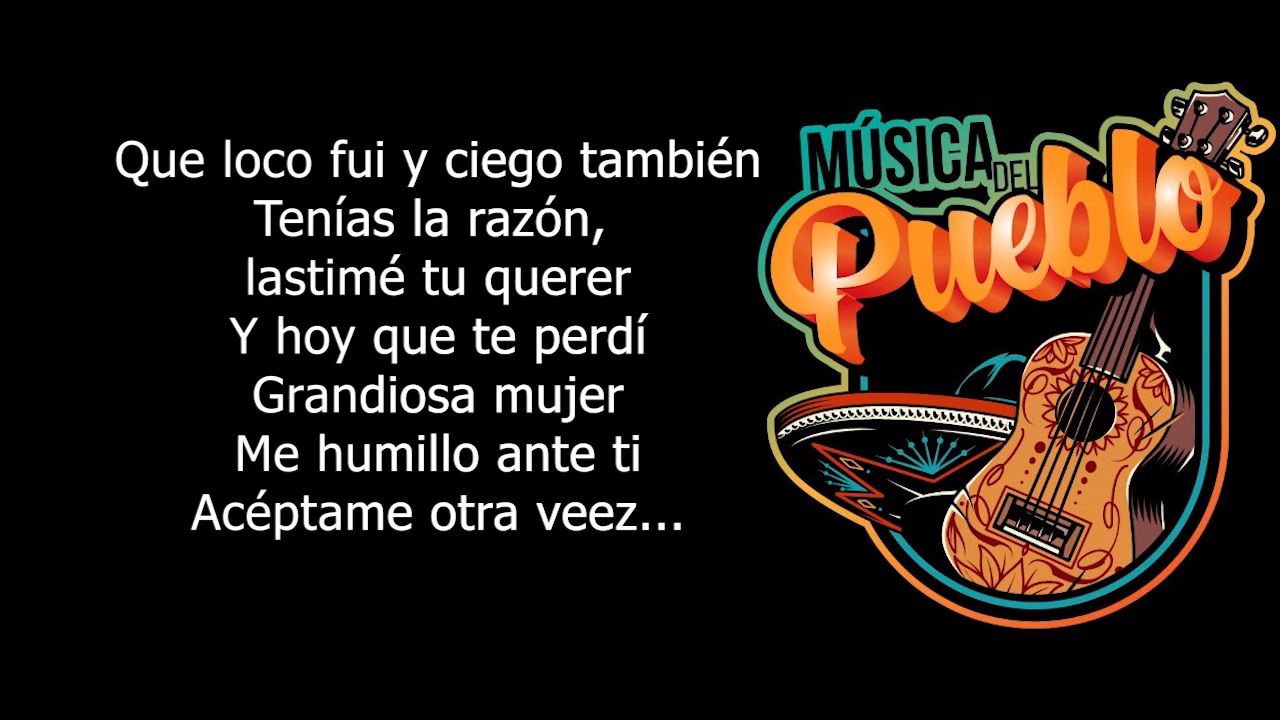 Que loco fui y ciego también
Tenías la razón,
lastimé tu querer
Y hoy que te perdí
Grandiosa mujer
Me humillo ante ti
Acéptame otra veez...
MÚSICA DEL
Pueblo